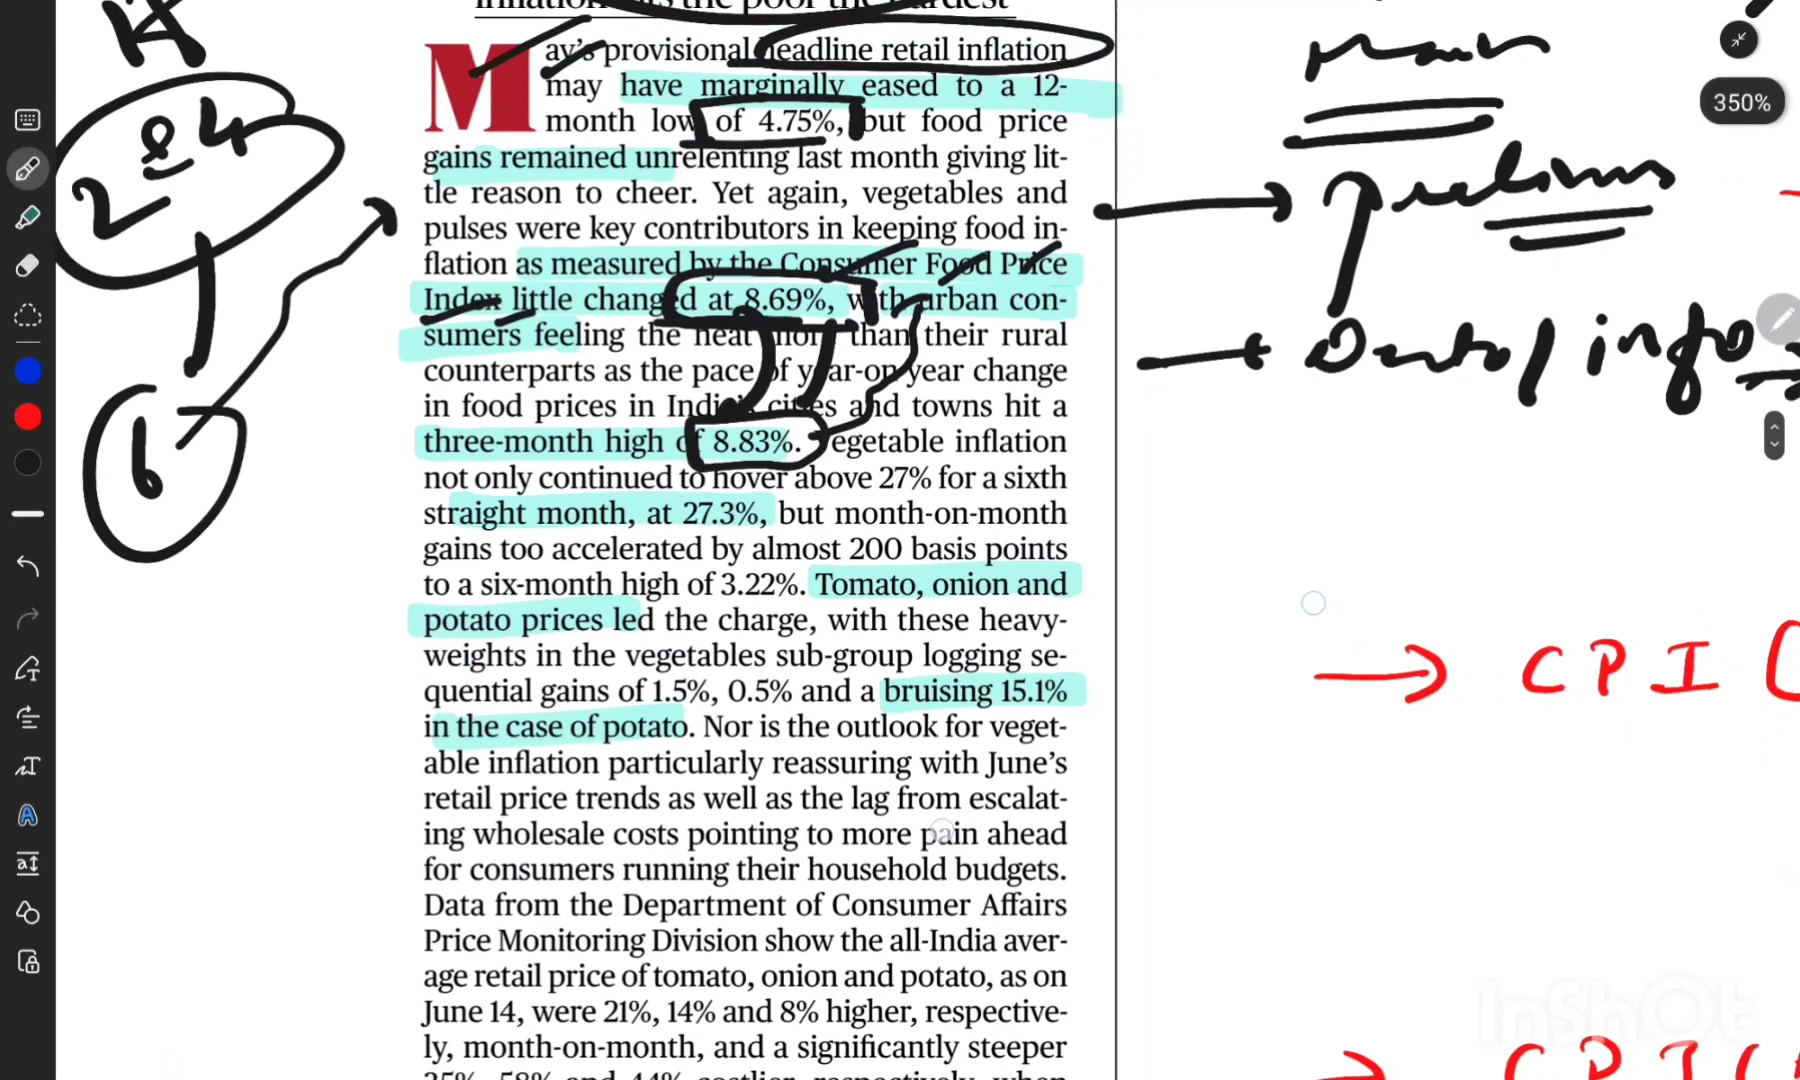 May's provisional headline retail inflation
may have marginally eased to a 12-
month low of 4.75%, but food price
gains remained unrelenting last month giving lit-
tle reason to cheer. Yet again, vegetables and
pulses were key contributors in keeping food in-
flation as measured by the Consumer Food Price
Index little changed at 8.69%, with urban con-
sumers feeling the heat more than their rural
counterparts as the pace of year-on-year change
in food prices in India's cities and towns hit a
three-month high of 8.83%. Vegetable inflation
not only continued to hover above 27% for a sixth
straight month, at 27.3%, but month-on-month
gains too accelerated by almost 200 basis points
to a six-month high of 3.22%. Tomato, onion and
potato prices led the charge, with these heavy-
weights in the vegetables sub-group logging se-
quential gains of 1.5%, 0.5% and a bruising 15.1%
in the case of potato. Nor is the outlook for veget-
able inflation particularly reassuring with June's
retail price trends as well as the lag from escalat-
ing wholesale costs pointing to more pain ahead
for consumers running their household budgets.
Data from the Department of Consumer Affairs
Price Monitoring Division show the all-India aver-
age retail price of tomato, onion and potato, as on
June 14, were 21%, 14% and 8% higher, respective-
ly, month-on-month, and a significantly steeper
6
350%
Prelims
info
CPI
CPI
InShOt